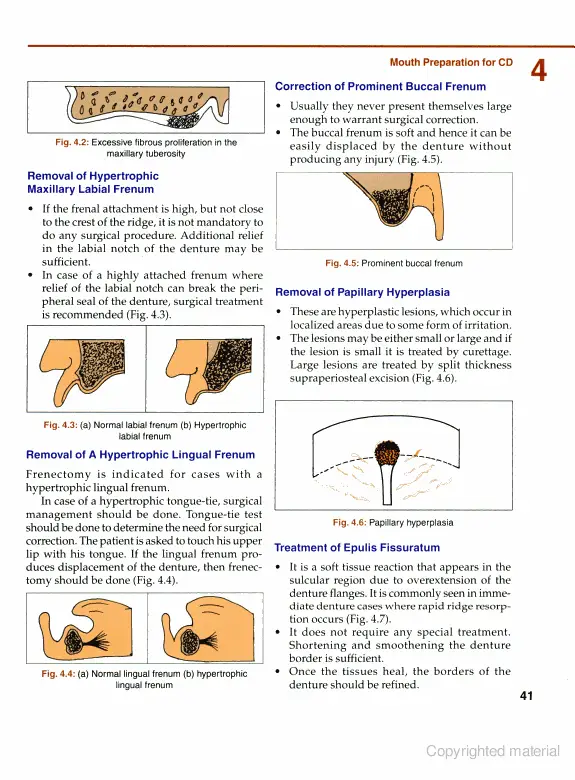 Mouth Preparation for CD
4
Fig. 4.2: Excessive fibrous proliferation in the
maxillary tuberosity
Removal of Hypertrophic
Maxillary Labial Frenum
• If the frenal attachment is high, but not close
to the crest of the ridge, it is not mandatory to
do any surgical procedure. Additional relief
in the labial notch of the denture may be
sufficient.
• In case of a highly attached frenum where
relief of the labial notch can break the peri-
pheral seal of the denture, surgical treatment
is recommended (Fig. 4.3).
Fig. 4.3: (a) Normal labial frenum (b) Hypertrophic
labial frenum
Removal of A Hypertrophic Lingual Frenum
Frenectomy is indicated for cases with a
hypertrophic lingual frenum.
In case of a hypertrophic tongue-tie, surgical
management should be done. Tongue-tie test
should be done to determine the need for surgical
correction. The patient is asked to touch his upper
lip with his tongue. If the lingual frenum pro-
duces displacement of the denture, then frenec-
tomy should be done (Fig. 4.4).
Fig. 4.4: (a) Normal lingual frenum (b) hypertrophic
lingual frenum
Correction of Prominent Buccal Frenum
• Usually they never present themselves large
enough to warrant surgical correction.
• The buccal frenum is soft and hence it can be
easily displaced by the denture without
producing any injury (Fig. 4.5).
Fig. 4.5: Prominent buccal frenum
Removal of Papillary Hyperplasia
• These are hyperplastic lesions, which occur in
localized areas due to some form of irritation.
• The lesions may be either small or large and if
the lesion is small it is treated by curettage.
Large lesions are treated by split thickness
supraperiosteal excision (Fig. 4.6).
Fig. 4.6: Papillary hyperplasia
Treatment of Epulis Fissuratum
• It is a soft tissue reaction that appears in the
sulcular region due to overextension of the
denture flanges. It is commonly seen in imme-
diate denture cases where rapid ridge resorp-
tion occurs (Fig. 4.7).
• It does not require any special treatment.
Shortening and smoothening the denture
border is sufficient.
• Once the tissues heal, the borders of the
denture should be refined.
41
Copyrighted material